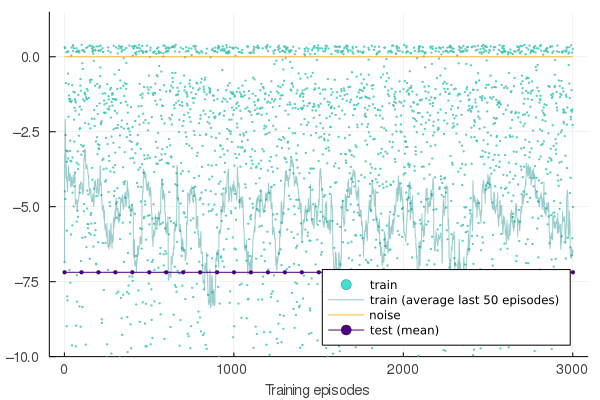 0.0
−2.5
−5.0
−7.5
−10.0
0
1000
2000
3000
Training episodes
train
train (average last 50 episodes)
noise
test (mean)